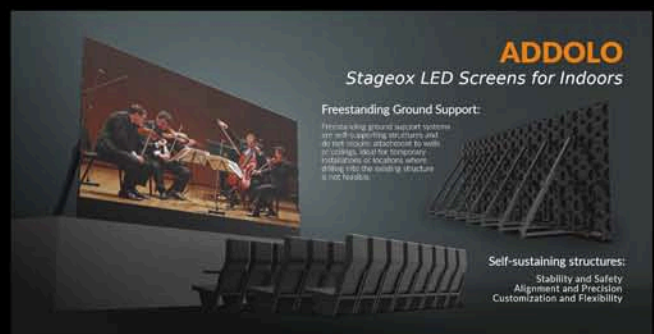 ADDOLO
Stageox LED Screens for Indoors
Freestanding Ground Support:
Freestanding ground support systems
are self-supporting structures and
do not require attachment to walls
or ceilings, ideal for temporary
installations or locations where
drilling into the existing structure
is not feasible.
Self-sustaining structures:
Stability and Safety
Alignment and Precision
Customization and Flexibility